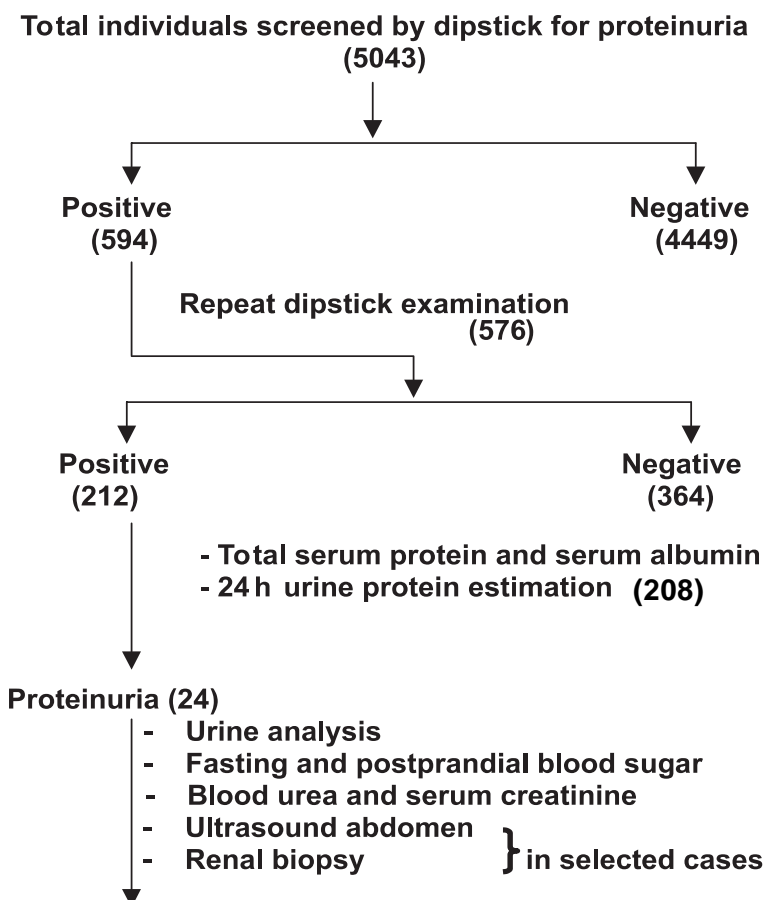 Total individuals screened by dipstick for proteinuria
(5043)
Positive
(594)
Negative
(4449)
Repeat dipstick examination
(576)
Positive
(212)
Negative
(364)
- Total serum protein and serum albumin
- 24h urine protein estimation (208)
Proteinuria (24)
- Urine analysis
- Fasting and postprandial blood sugar
- Blood urea and serum creatinine
- Ultrasound abdomen
- Renal biopsy } in selected cases